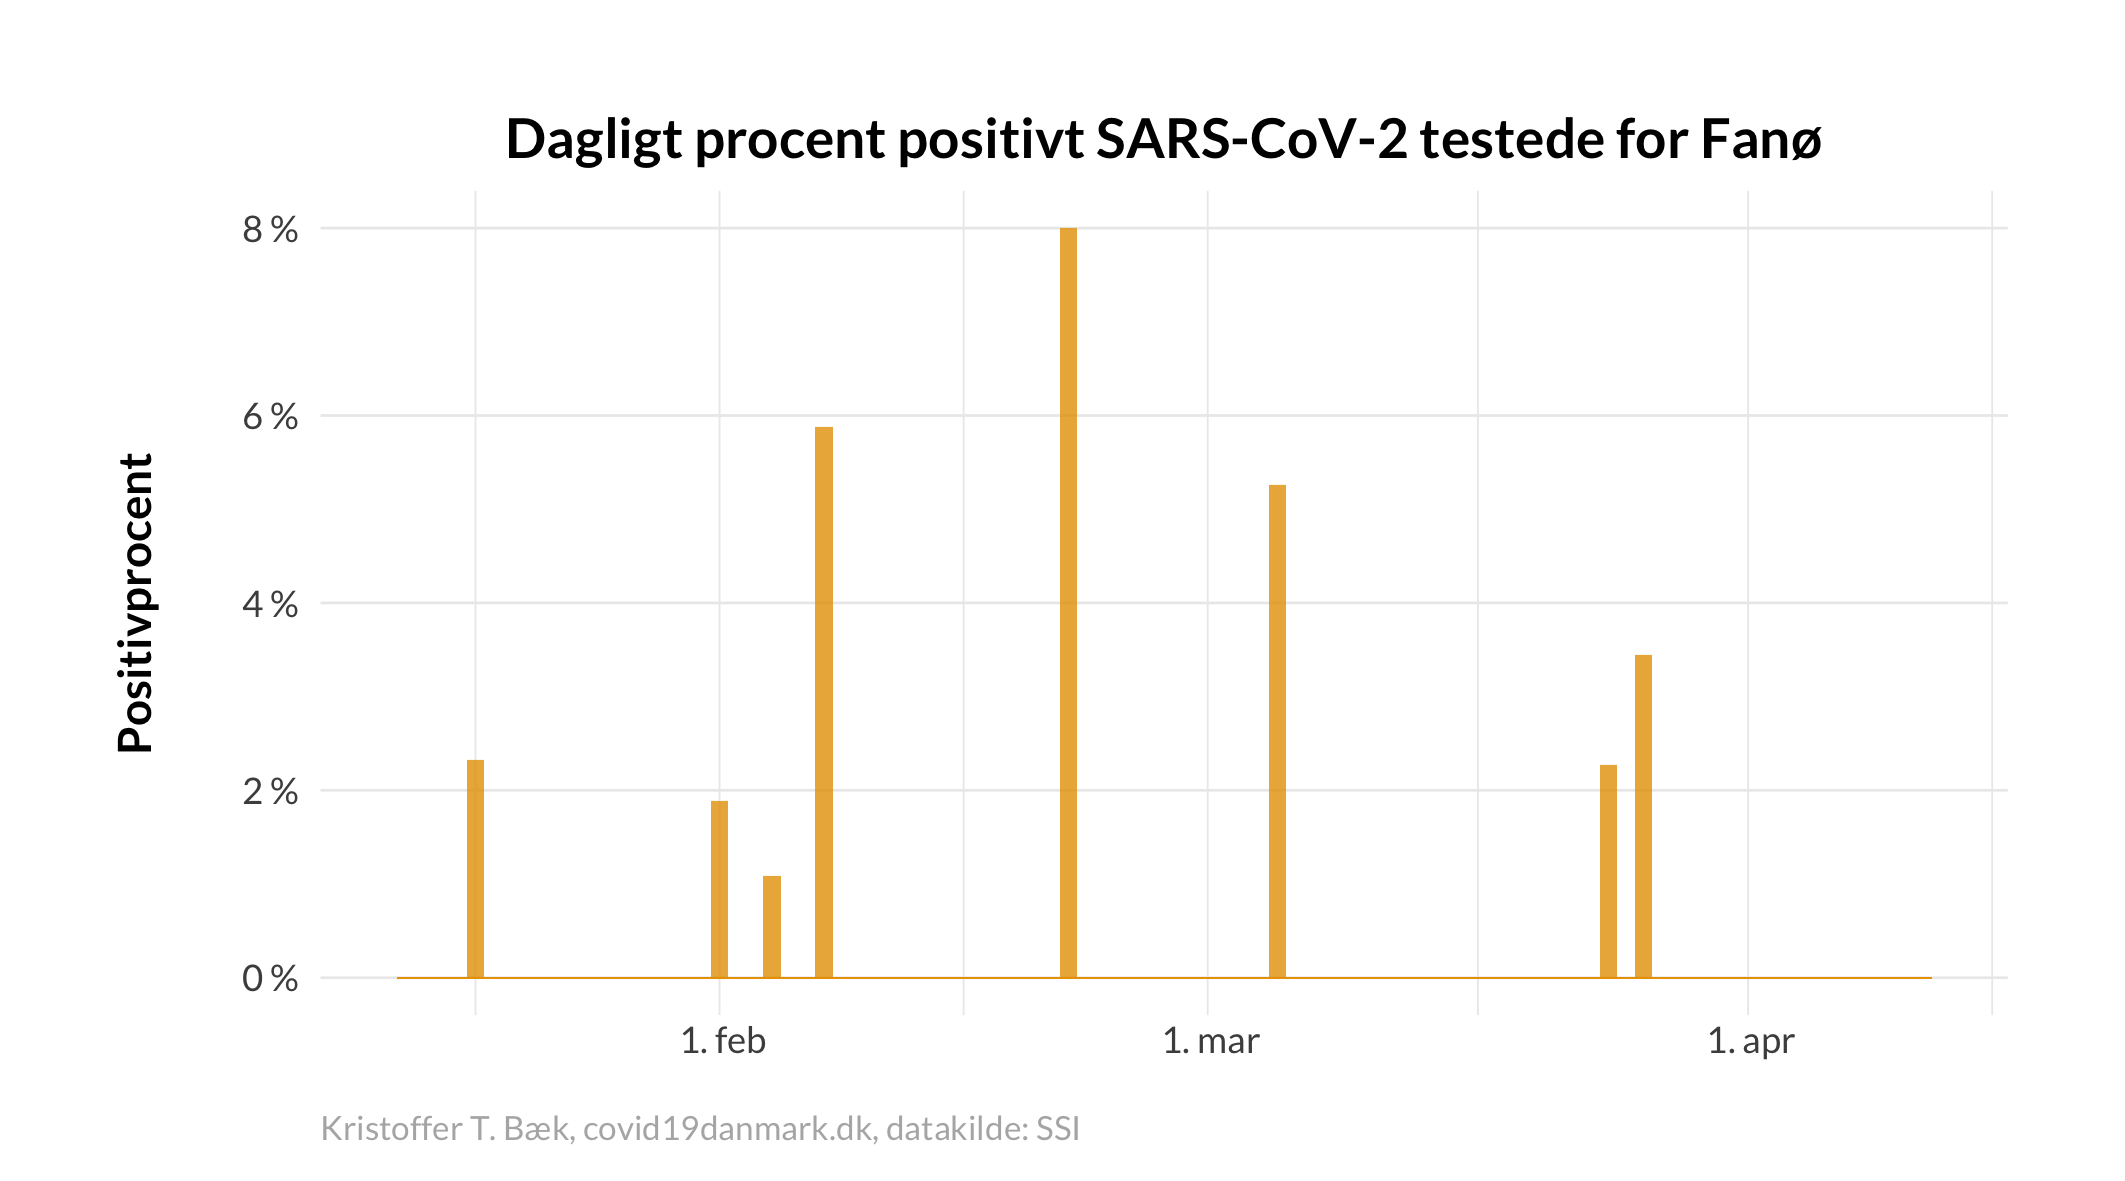 Dagligt procent positivt SARS-CoV-2 testede for Fanø
Positivprocent
8 %
6 %
4 %
2 %
0 %
1. feb
1. mar
1. apr
Kristoffer T. Bæk, covid19danmark.dk, datakilde: SSI